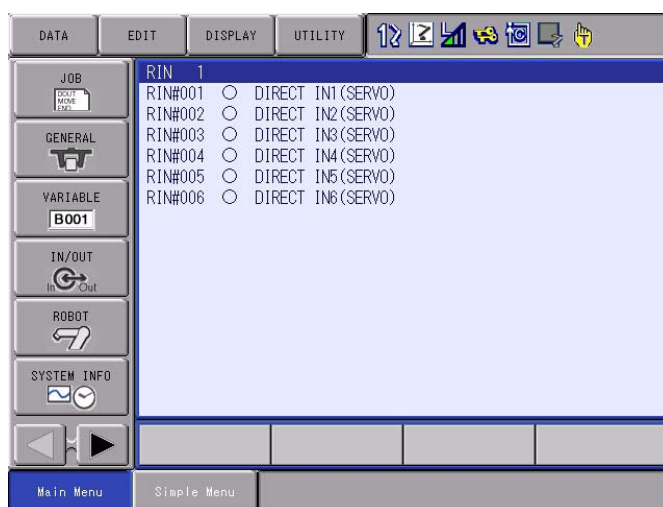 DATA EDIT DISPLAY UTILITY
JOB
DOUT
MOVE
END
GENERAL
VARIABLE
B001
IN/OUT
In Out
ROBOT
SYSTEM INFO
RIN 1
RIN#001 ○ DIRECT IN1(SERVO)
RIN#002 ○ DIRECT IN2(SERVO)
RIN#003 ○ DIRECT IN3(SERVO)
RIN#004 ○ DIRECT IN4(SERVO)
RIN#005 ○ DIRECT IN5(SERVO)
RIN#006 ○ DIRECT IN6(SERVO)
Main Menu Simple Menu